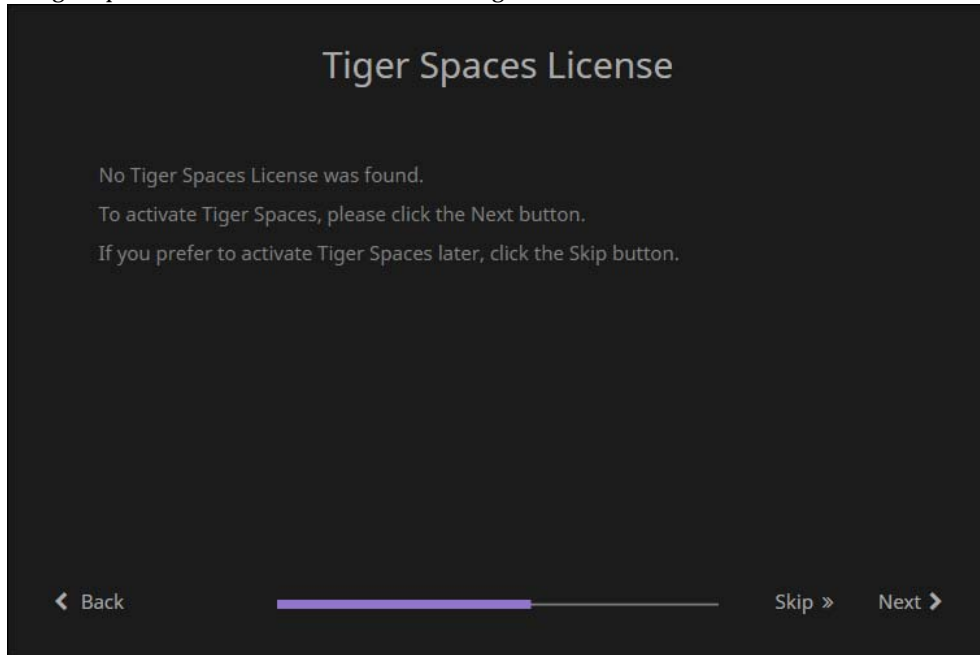 Tiger Spaces License
No Tiger Spaces License was found.
To activate Tiger Spaces, please click the Next button.
If you prefer to activate Tiger Spaces later, click the Skip button.
Back
Skip »
Next